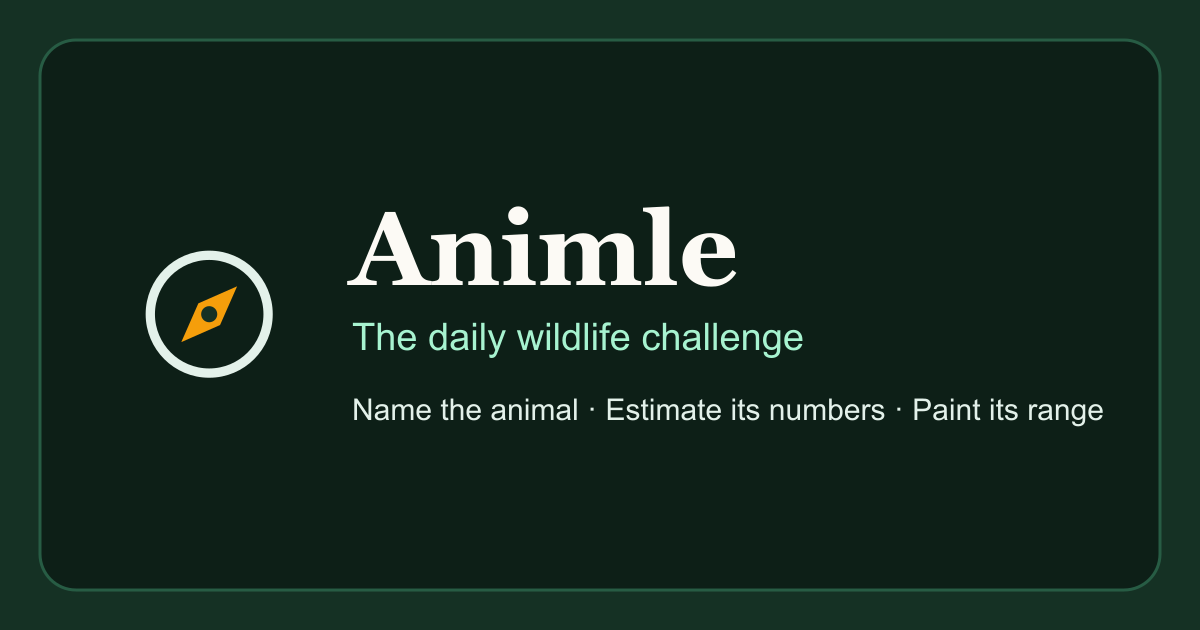 Animle
The daily wildlife challenge
Name the animal · Estimate its numbers · Paint its range